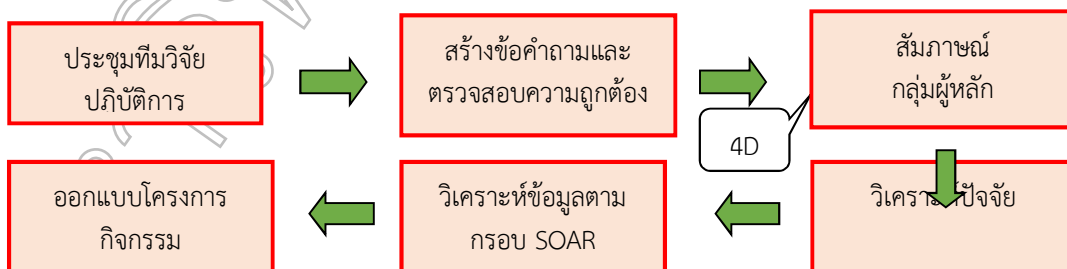 ประชุมทีมวิจัย
ปฏิบัติการ
สร้างข้อคำถามและ
ตรวจสอบความถูกต้อง
สัมภาษณ์
กลุ่มผู้หลัก
4D
ออกแบบโครงการ
กิจกรรม
วิเคราะห์ข้อมูลตาม
กรอบ SOAR
วิเคราะห์ปัจจัย